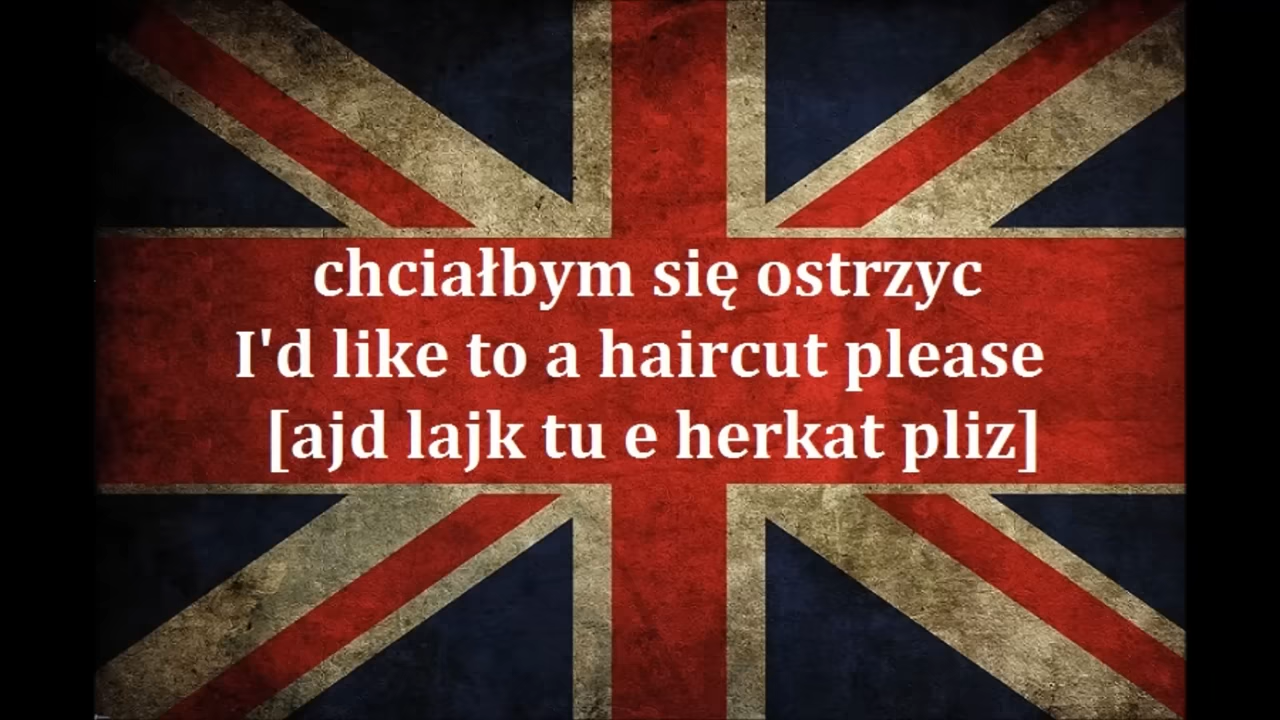 chciałbym się ostrzyc
I'd like to a haircut please
[ajd lajk tu e herkat pliz]